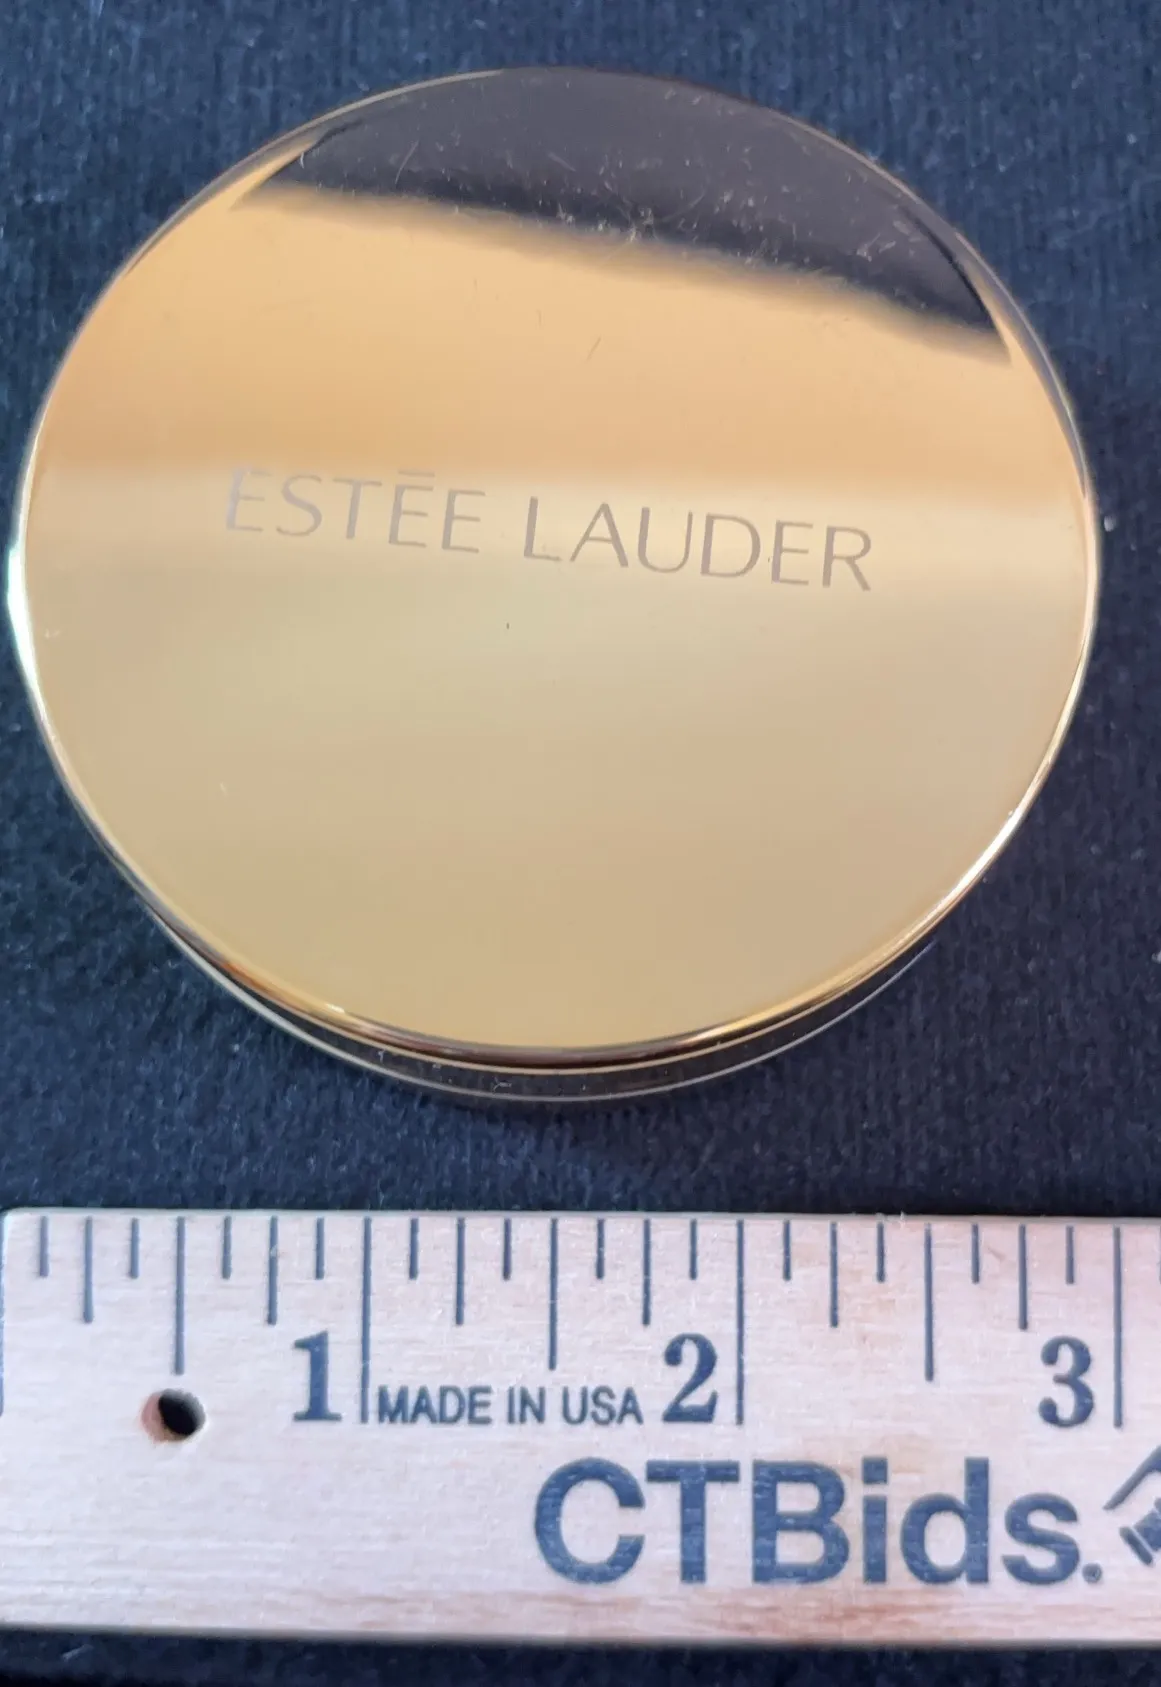 ESTĒE LAUDER
1 MADE IN USA 2 3
CTBids.